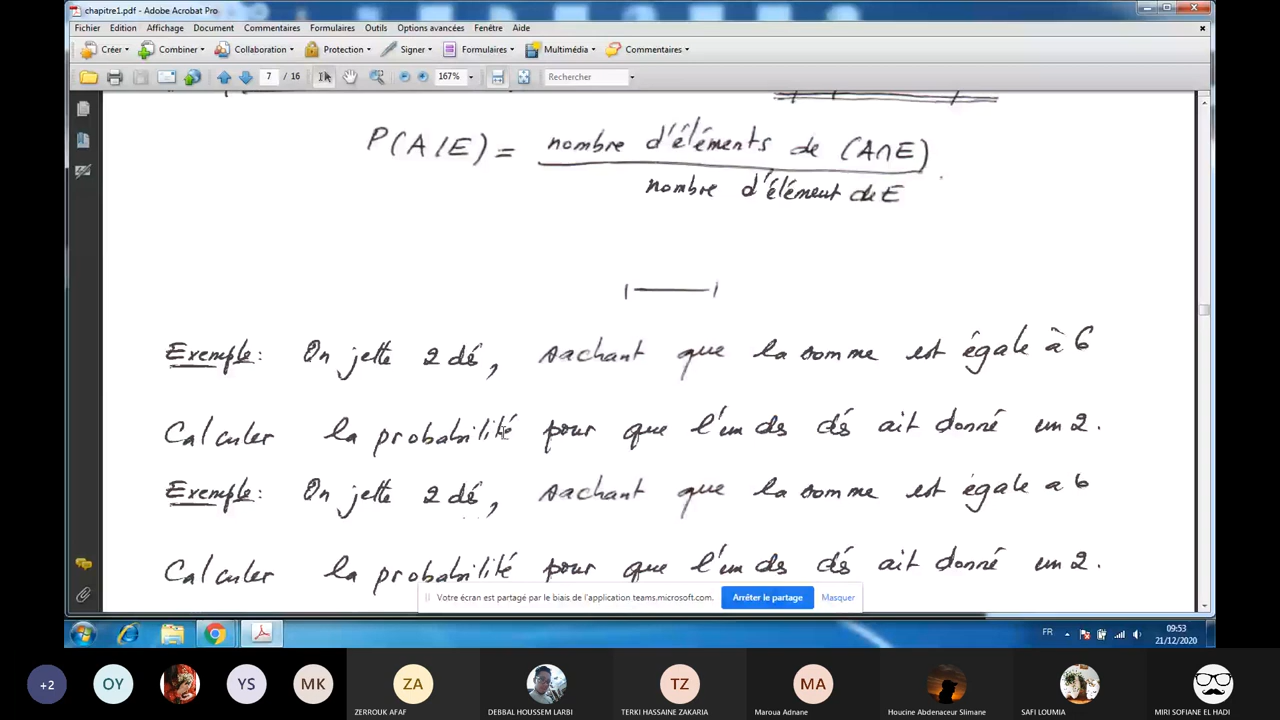 chapitre1.pdf - Adobe Acrobat Pro
Fichier Edition Affichage Document Commentaires Formulaires Outils Options avancées Fenêtre Aide
Créer Combiner Collaboration Protection Signer Formulaires Multimédia Commentaires
7 / 16 167% Rechercher
P(A/E) = nombre d'éléments de (A∩E)
nombre d'élément de E
Exemple: On jette 2 dés, sachant que la somme est égale à 6
Calculer la probabilité pour que l'un ds dés ait donné un 2.
Exemple: On jette 2 dés, sachant que la somme est égale a 6
Calculer la probabilité pour que l'un ds dés ait donné un 2.
Votre écran est partagé par le biais de l'application teams.microsoft.com. Arrêter le partage Masquer
FR 09:53
21/12/2020
+2 OY YS MK ZA TZ MA
ZERROUK AFAF DEBBAL HOUSSEM LARBI TERKI HASSAINE ZAKARIA Maroua Adnane Houcine Abdenaceur Slimane SAFI LOUMIA MIRI SOFIANE EL HADI